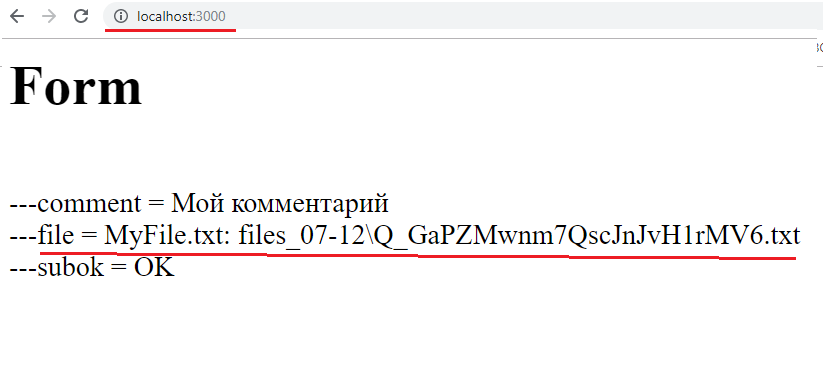 localhost:3000
Form
---comment = Мой комментарий
---file = MyFile.txt: files_07-12\Q_GaPZMwnm7QscJnJvH1rMV6.txt
---subok = OK